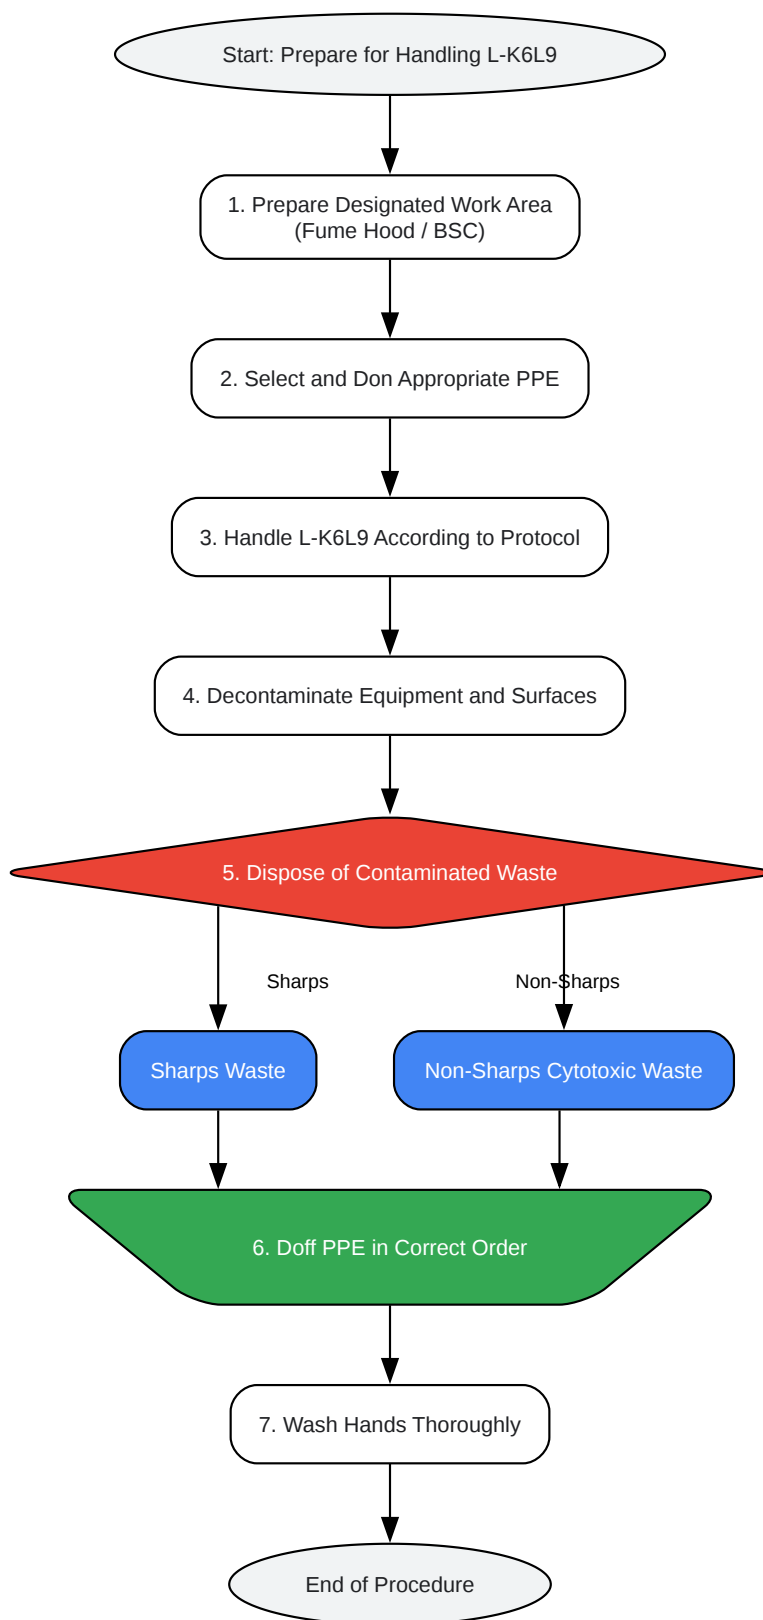 Start: Prepare for Handling L-K6L9
1. Prepare Designated Work Area
(Fume Hood / BSC)
2. Select and Don Appropriate PPE
3. Handle L-K6L9 According to Protocol
4. Decontaminate Equipment and Surfaces
5. Dispose of Contaminated Waste
Sharps
Non-Sharps
Sharps Waste
Non-Sharps Cytotoxic Waste
6. Doff PPE in Correct Order
7. Wash Hands Thoroughly
End of Procedure